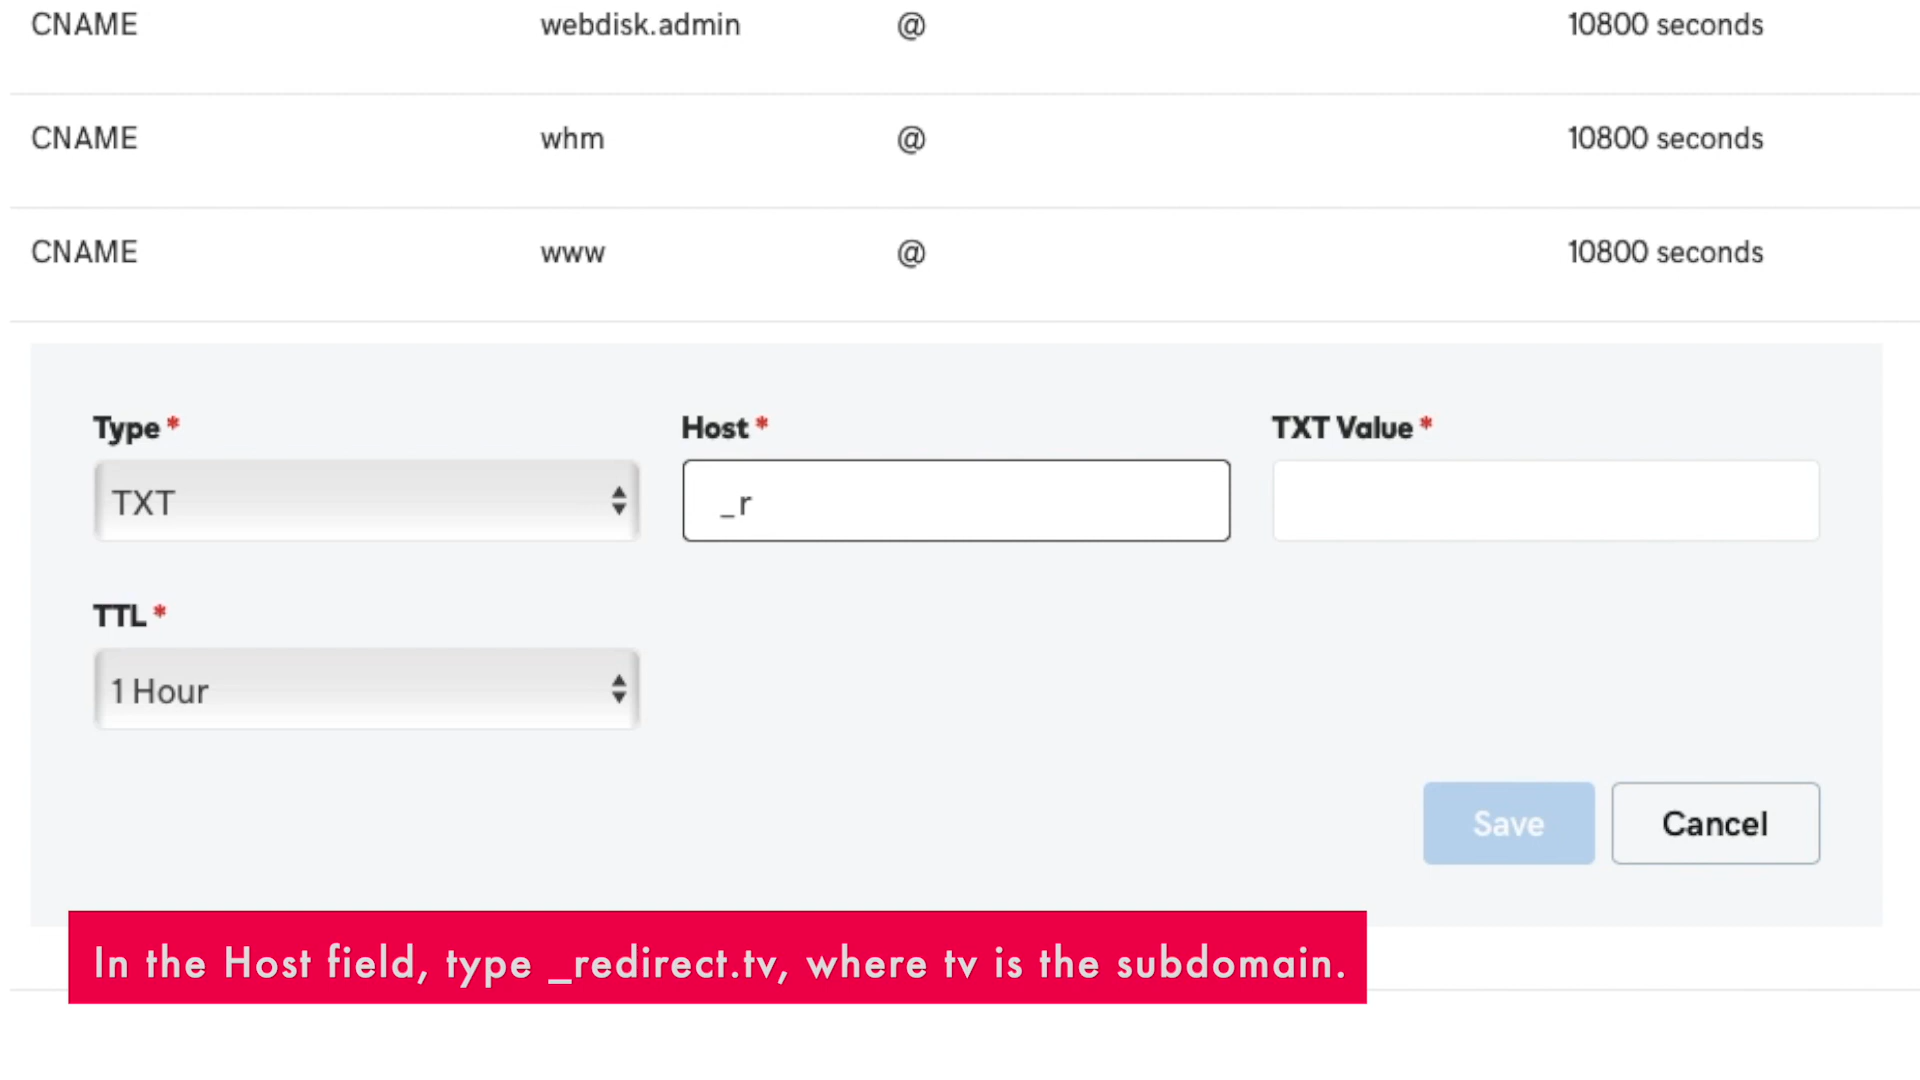 CNAME webdisk.admin @ 10800 seconds
CNAME whm @ 10800 seconds
CNAME www @ 10800 seconds
Type * Host * TXT Value *
TXT _r
TTL *
1 Hour
Save Cancel
In the Host field, type _redirect.tv, where tv is the subdomain.